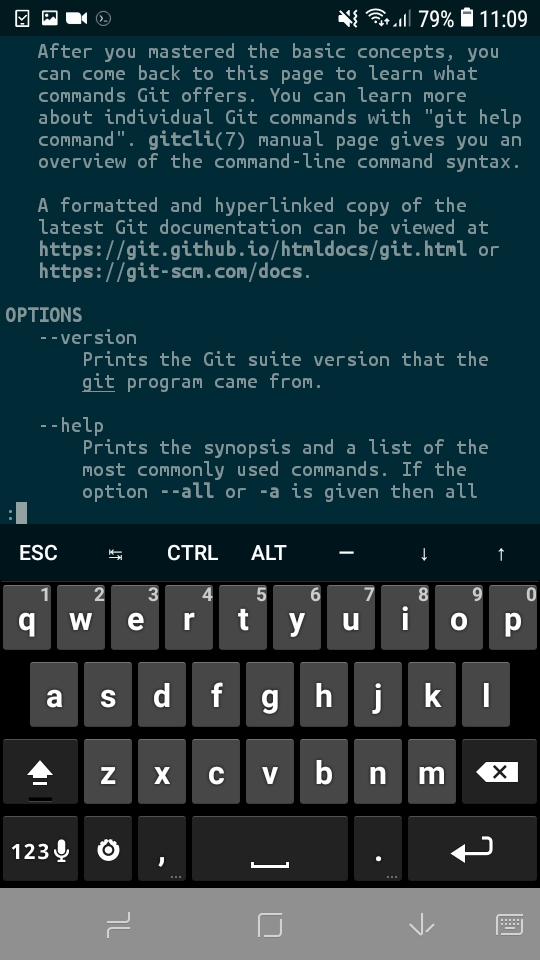 79% 11:09
After you mastered the basic concepts, you
can come back to this page to learn what
commands Git offers. You can learn more
about individual Git commands with "git help
command". gitcli(7) manual page gives you an
overview of the command-line command syntax.
A formatted and hyperlinked copy of the
latest Git documentation can be viewed at
https://git.github.io/htmldocs/git.html or
https://git-scm.com/docs.
OPTIONS
--version
Prints the Git suite version that the
git program came from.
--help
Prints the synopsis and a list of the
most commonly used commands. If the
option --all or -a is given then all
:
ESC ↹ CTRL ALT — ↓ ↑
1 2 3 4 5 6 7 8 9 0
q w e r t y u i o p
a s d f g h j k l
z x c v b n m
123 , .